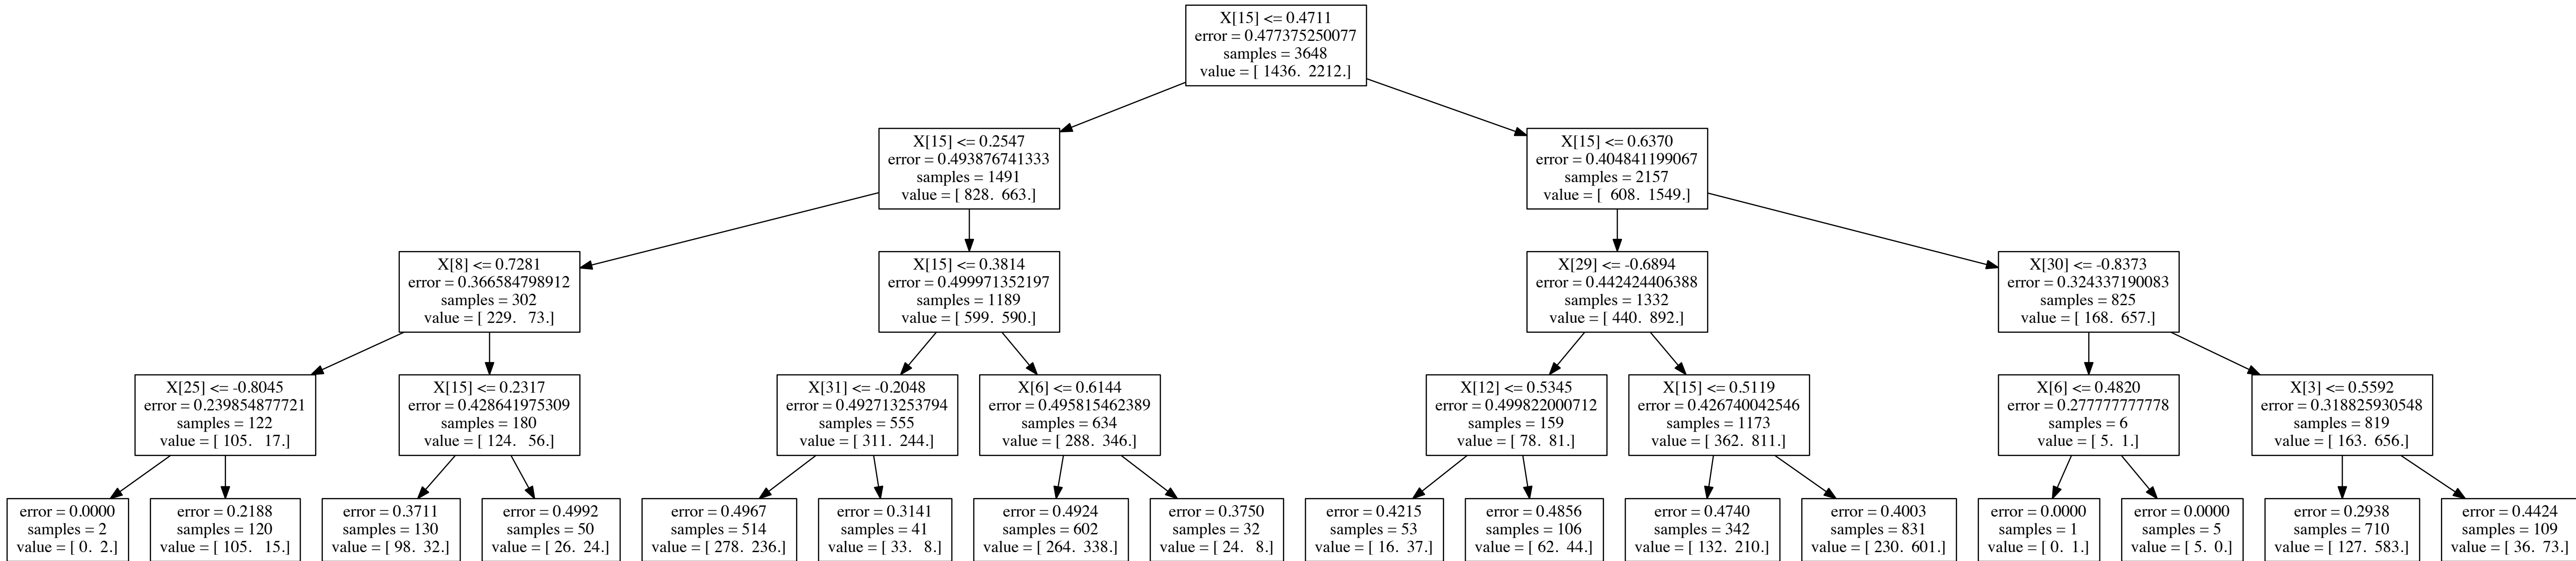 X[15] <= 0.4711
error = 0.477375250077
samples = 3648
value = [ 1436.  2212.]
X[15] <= 0.2547
error = 0.493876741333
samples = 1491
value = [ 828.  663.]
X[15] <= 0.6370
error = 0.404841199067
samples = 2157
value = [  608.  1549.]
X[8] <= 0.7281
error = 0.366584798912
samples = 302
value = [ 229.   73.]
X[15] <= 0.3814
error = 0.499971352197
samples = 1189
value = [ 599.  590.]
X[29] <= -0.6894
error = 0.442424406388
samples = 1332
value = [ 440.  892.]
X[30] <= -0.8373
error = 0.324337190083
samples = 825
value = [ 168.  657.]
X[25] <= -0.8045
error = 0.239854877721
samples = 122
value = [ 105.   17.]
X[15] <= 0.2317
error = 0.428641975309
samples = 180
value = [ 124.   56.]
X[31] <= -0.2048
error = 0.492713253794
samples = 555
value = [ 311.  244.]
X[6] <= 0.6144
error = 0.495815462389
samples = 634
value = [ 288.  346.]
X[12] <= 0.5345
error = 0.499822000712
samples = 159
value = [ 78.  81.]
X[15] <= 0.5119
error = 0.426740042546
samples = 1173
value = [ 362.  811.]
X[6] <= 0.4820
error = 0.277777777778
samples = 6
value = [ 5.  1.]
X[3] <= 0.5592
error = 0.318825930548
samples = 819
value = [ 163.  656.]
error = 0.0000
samples = 2
value = [ 0.  2.]
error = 0.2188
samples = 120
value = [ 105.   15.]
error = 0.3711
samples = 130
value = [ 98.  32.]
error = 0.4992
samples = 50
value = [ 26.  24.]
error = 0.4967
samples = 514
value = [ 278.  236.]
error = 0.3141
samples = 41
value = [ 33.   8.]
error = 0.4924
samples = 602
value = [ 264.  338.]
error = 0.3750
samples = 32
value = [ 24.   8.]
error = 0.4215
samples = 53
value = [ 16.  37.]
error = 0.4856
samples = 106
value = [ 62.  44.]
error = 0.4740
samples = 342
value = [ 132.  210.]
error = 0.4003
samples = 831
value = [ 230.  601.]
error = 0.0000
samples = 1
value = [ 0.  1.]
error = 0.0000
samples = 5
value = [ 5.  0.]
error = 0.2938
samples = 710
value = [ 127.  583.]
error = 0.4424
samples = 109
value = [ 36.  73.]